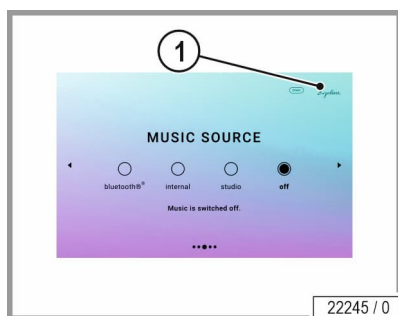 1
MUSIC SOURCE
bluetooth®® internal studio off
Music is switched off.
22245 / 0